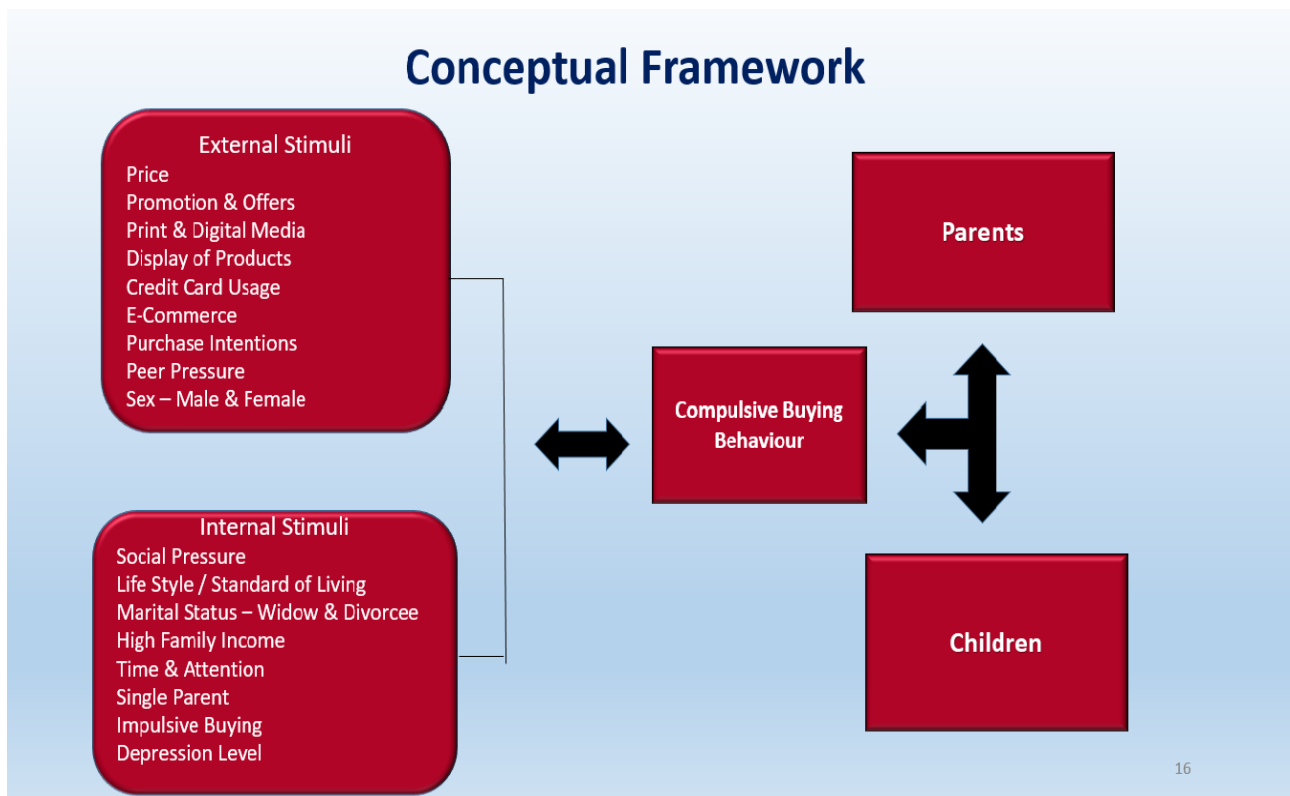 Conceptual Framework
External Stimuli
Price
Promotion & Offers
Print & Digital Media
Display of Products
Credit Card Usage
E-Commerce
Purchase Intentions
Peer Pressure
Sex – Male & Female
Internal Stimuli
Social Pressure
Life Style / Standard of Living
Marital Status – Widow & Divorcee
High Family Income
Time & Attention
Single Parent
Impulsive Buying
Depression Level
Compulsive Buying
Behaviour
Parents
Children
16